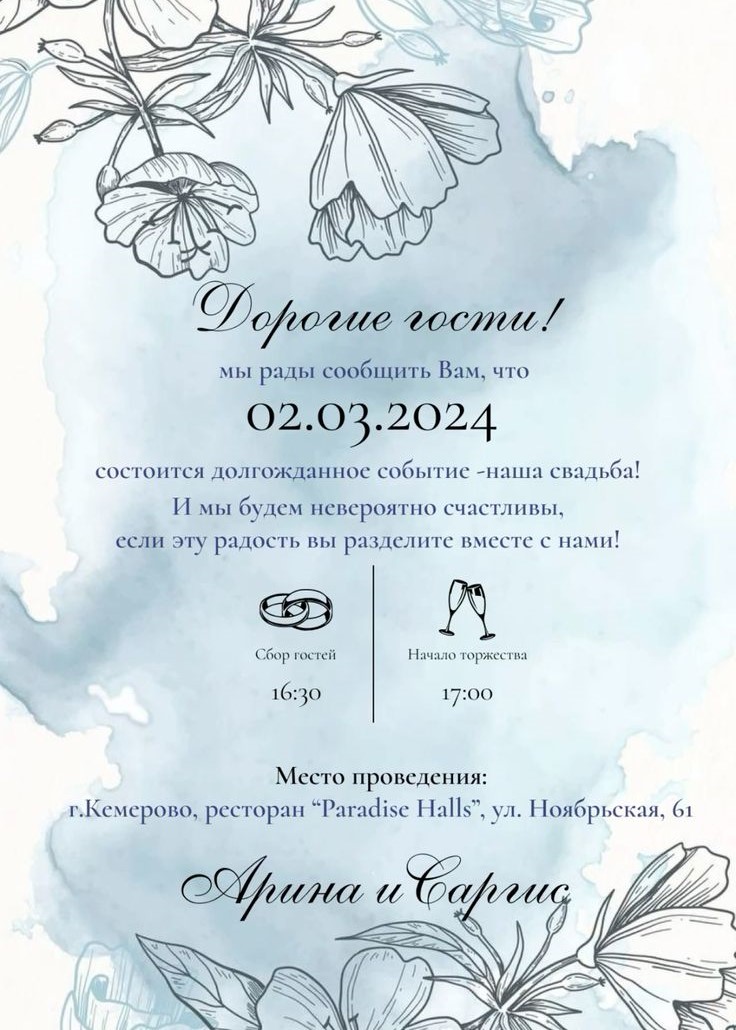 Дорогие гости!
мы рады сообщить Вам, что
02.03.2024
состоится долгожданное событие -наша свадьба!
И мы будем невероятно счастливы,
если эту радость вы разделите вместе с нами!
Сбор гостей
16:30
Начало торжества
17:00
Место проведения:
г.Кемерово, ресторан “Paradise Halls”, ул. Ноябрьская, 61
Арина и Саргис